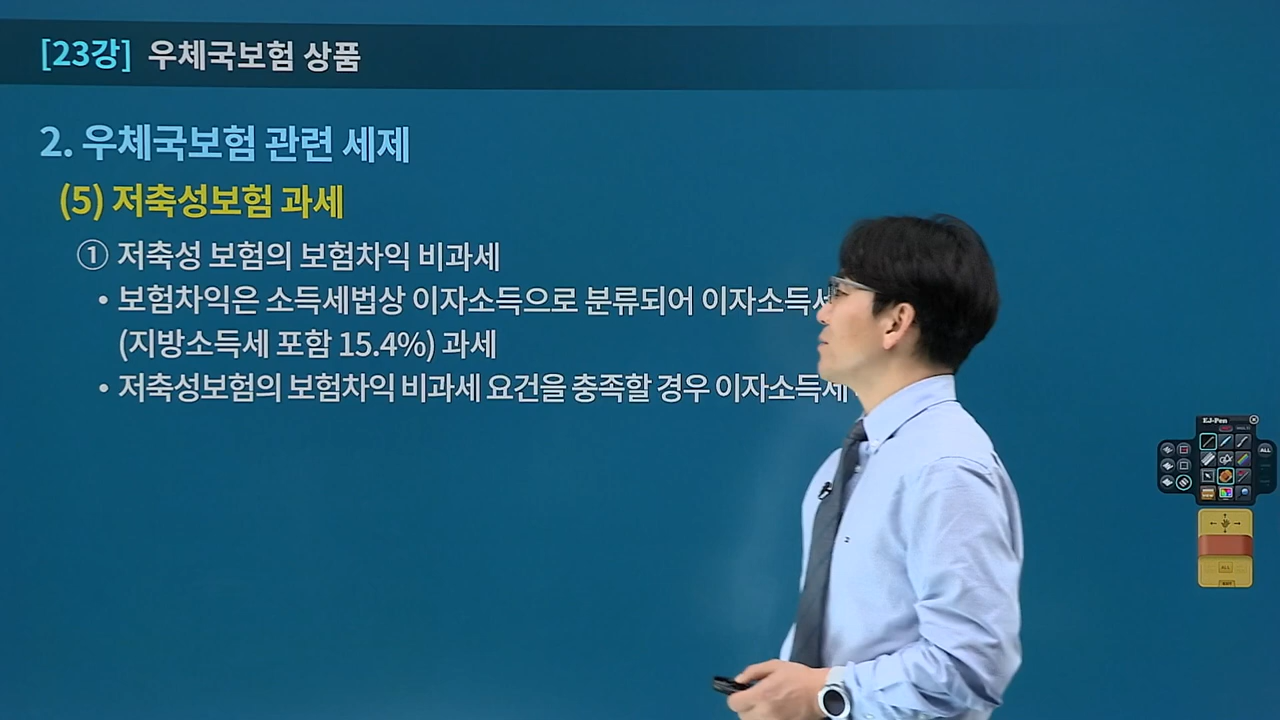 [23강] 우체국보험 상품
2. 우체국보험 관련 세제
(5) 저축성보험 과세
① 저축성 보험의 보험차익 비과세
• 보험차익은 소득세법상 이자소득으로 분류되어 이자소득세
(지방소득세 포함 15.4%) 과세
• 저축성보험의 보험차익 비과세 요건을 충족할 경우 이자소득세
EJ-Pen
ALL
ALL